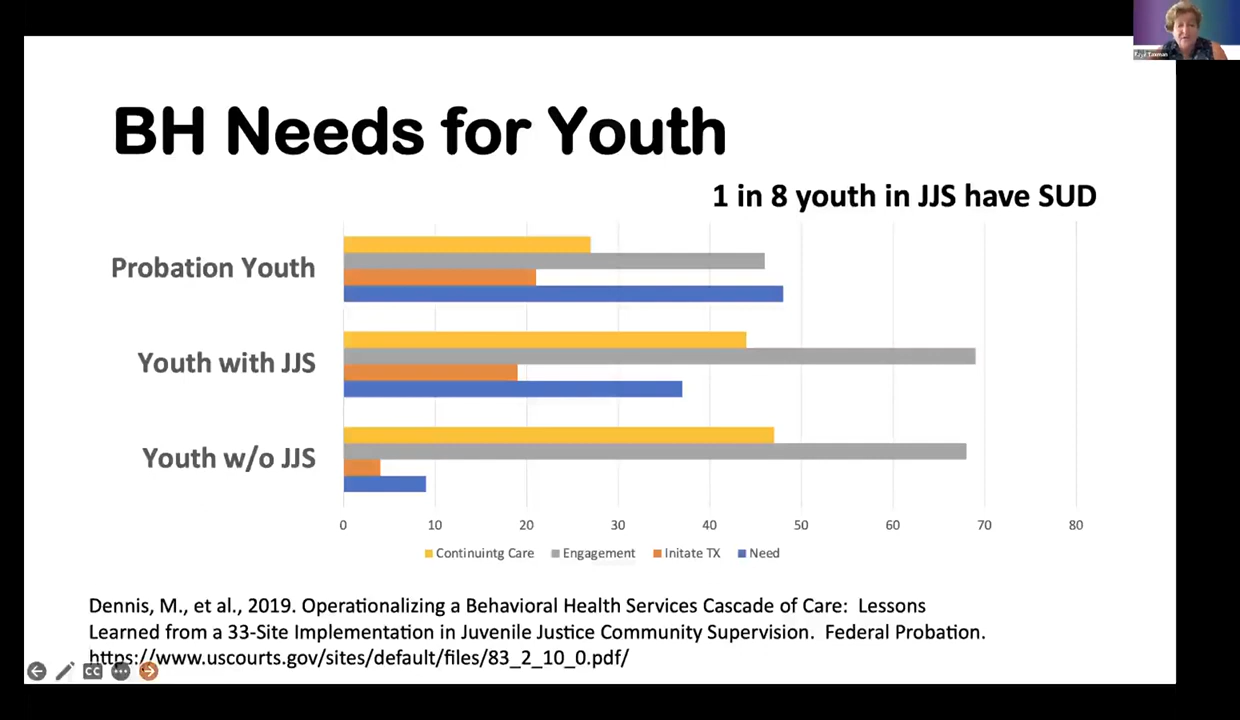 Faye Taxman
BH Needs for Youth
1 in 8 youth in JJS have SUD
Probation Youth
Youth with JJS
Youth w/o JJS
0 10 20 30 40 50 60 70 80
Continuintg Care Engagement Initate TX Need
Dennis, M., et al., 2019. Operationalizing a Behavioral Health Services Cascade of Care: Lessons
Learned from a 33-Site Implementation in Juvenile Justice Community Supervision. Federal Probation.
https://www.uscourts.gov/sites/default/files/83_2_10_0.pdf/
CC